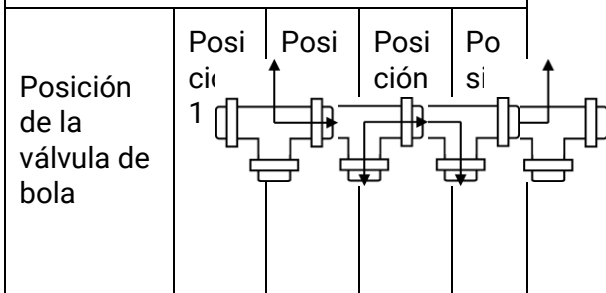 Posición
de la
válvula de
bola
Posi
ci
1
Posi
Posi
ción
Po
si